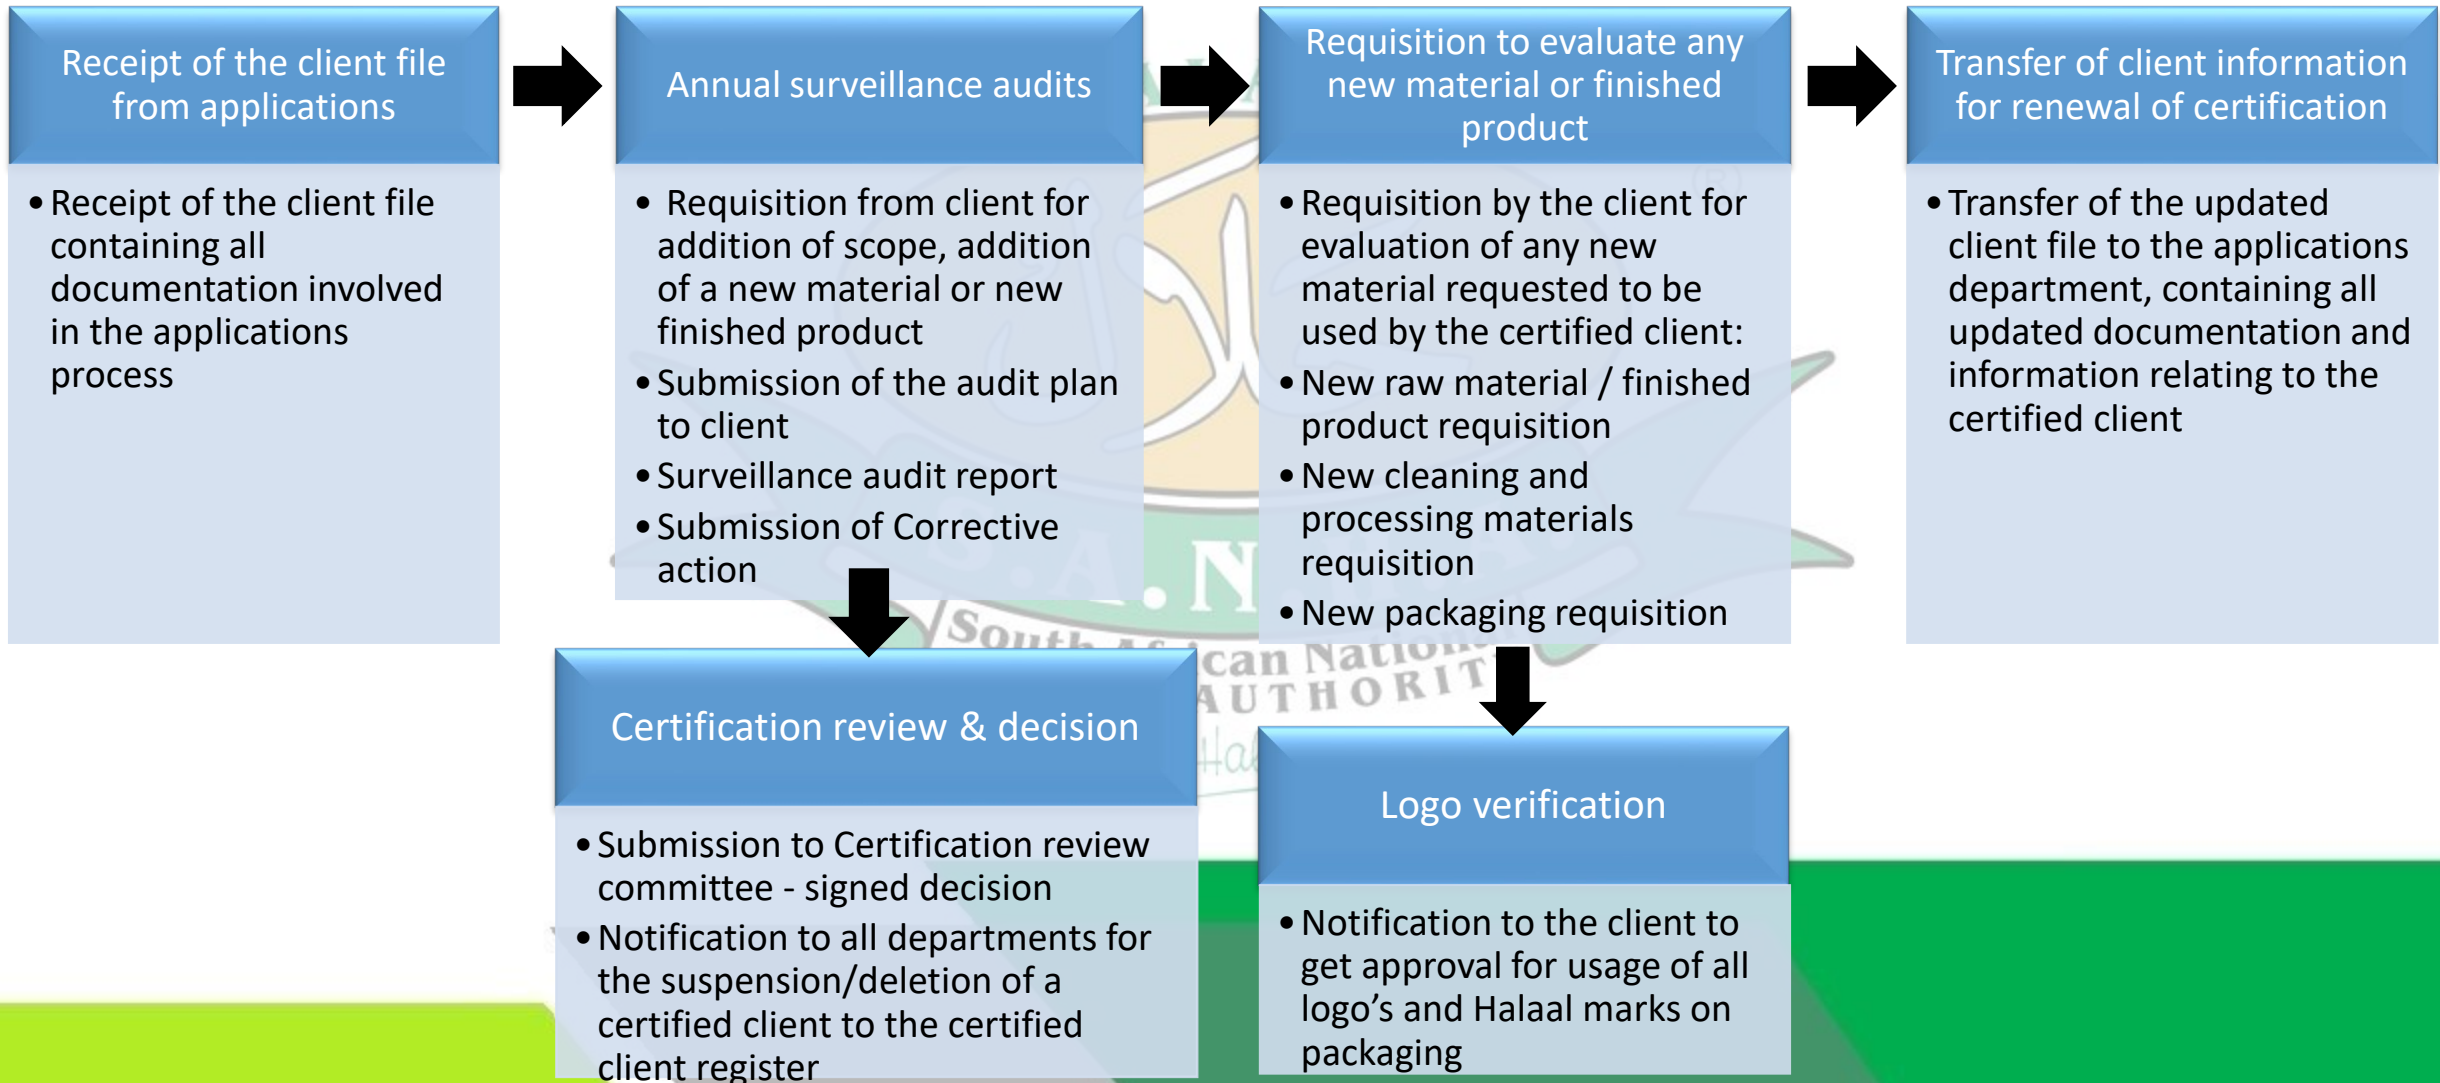 Receipt of the client file
from applications
• Receipt of the client file
containing all
documentation involved
in the applications
process
Annual surveillance audits
• Requisition from client for
addition of scope, addition
of a new material or new
finished product
• Submission of the audit plan
to client
• Surveillance audit report
• Submission of Corrective
action
Certification review & decision
• Submission to Certification review
committee - signed decision
• Notification to all departments for
the suspension/deletion of a
certified client to the certified
client register
Requisition to evaluate any
new material or finished
product
• Requisition by the client for
evaluation of any new
material requested to be
used by the certified client:
• New raw material / finished
product requisition
• New cleaning and
processing materials
requisition
• New packaging requisition
Logo verification
• Notification to the client to
get approval for usage of all
logo’s and Halaal marks on
packaging
Transfer of client information
for renewal of certification
• Transfer of the updated
client file to the applications
department, containing all
updated documentation and
information relating to the
certified client
S.A.N.
South African National
AUTHORIT